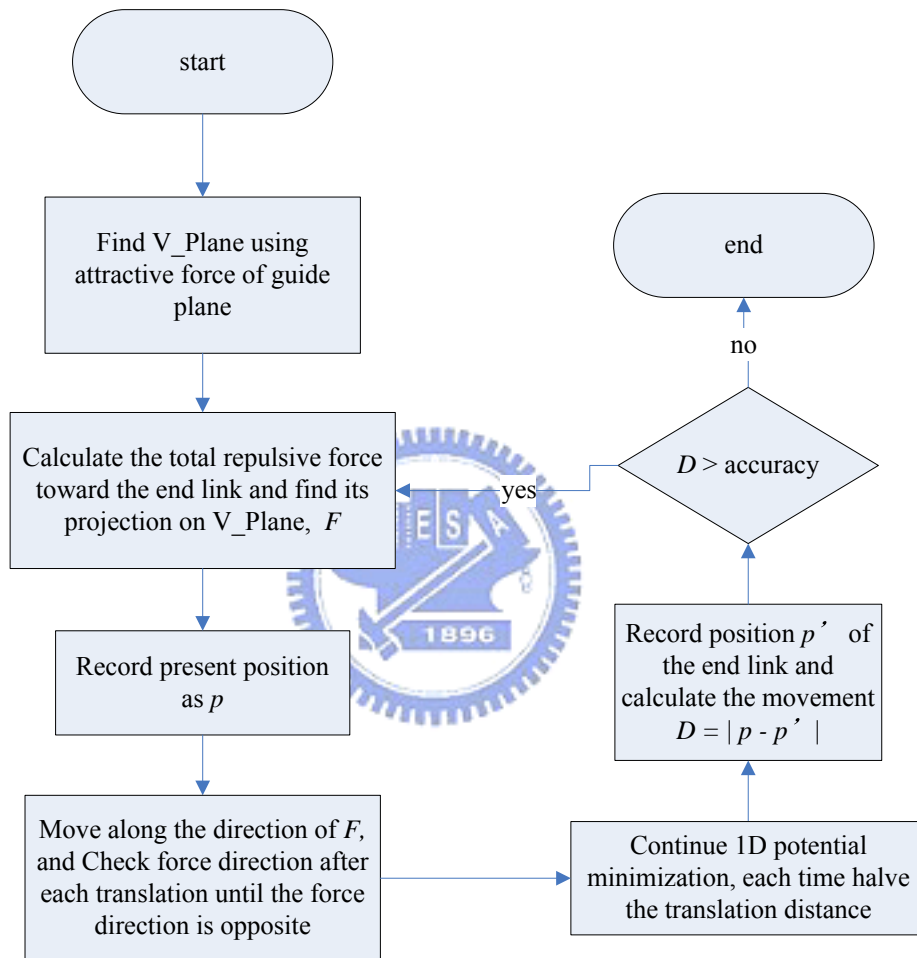 start
Find V_Plane using
attractive force of guide
plane
Calculate the total repulsive force
toward the end link and find its
projection on V_Plane, F
Record present position
as p
Move along the direction of F,
and Check force direction after
each translation until the force
direction is opposite
Continue 1D potential
minimization, each time halve
the translation distance
Record position p′ of
the end link and
calculate the movement
D = | p - p′ |
D > accuracy
yes
no
end
E S A
1896